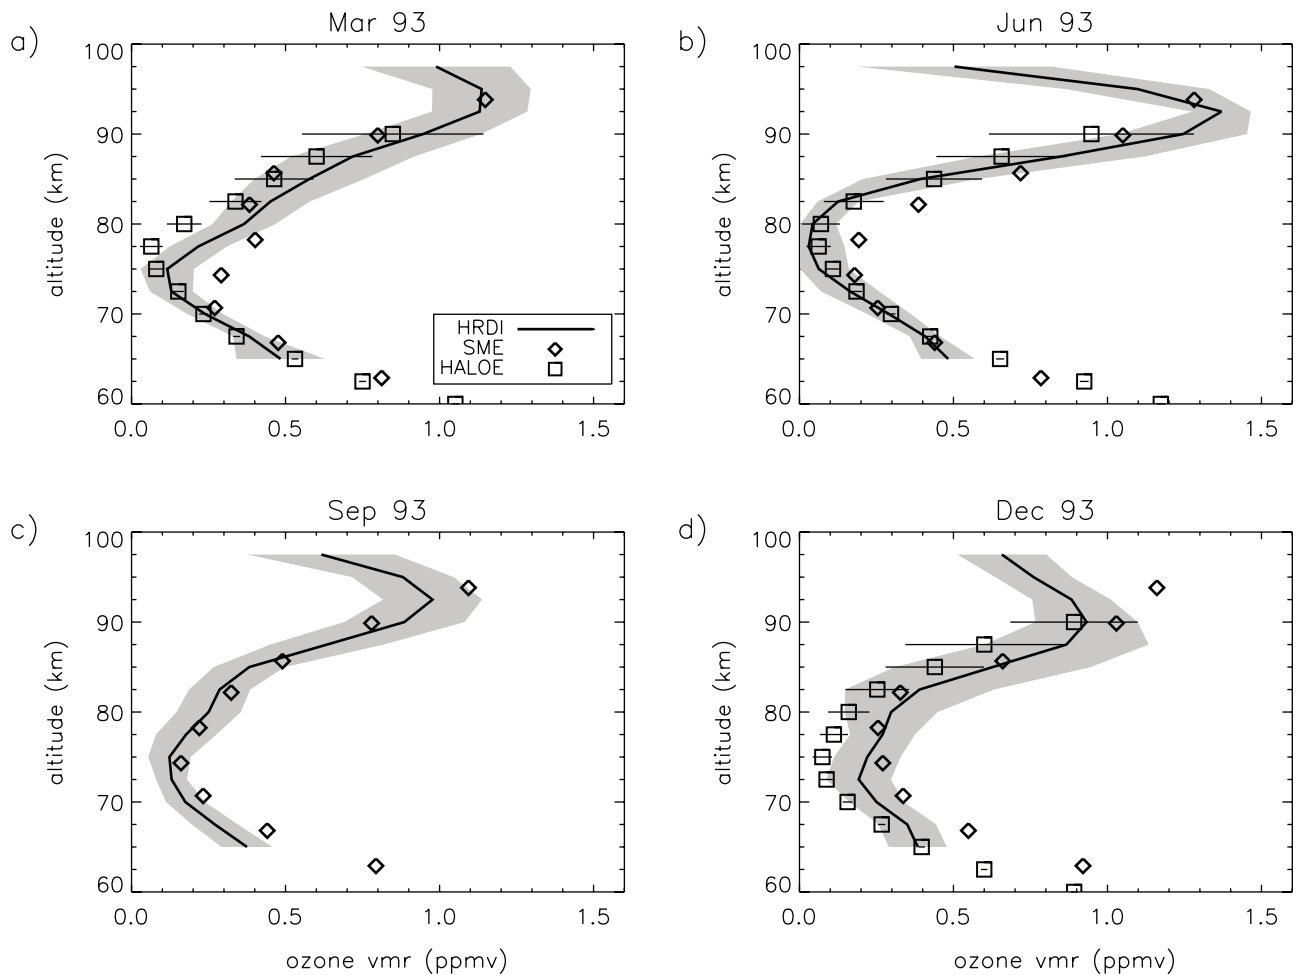 a)
Mar 93
100
90
80
70
60
altitude (km)
0.0 0.5 1.0 1.5
HRDI
SME
HALOE
b)
Jun 93
100
90
80
70
60
altitude (km)
0.0 0.5 1.0 1.5
c)
Sep 93
100
90
80
70
60
altitude (km)
0.0 0.5 1.0 1.5
ozone vmr (ppmv)
d)
Dec 93
100
90
80
70
60
altitude (km)
0.0 0.5 1.0 1.5
ozone vmr (ppmv)